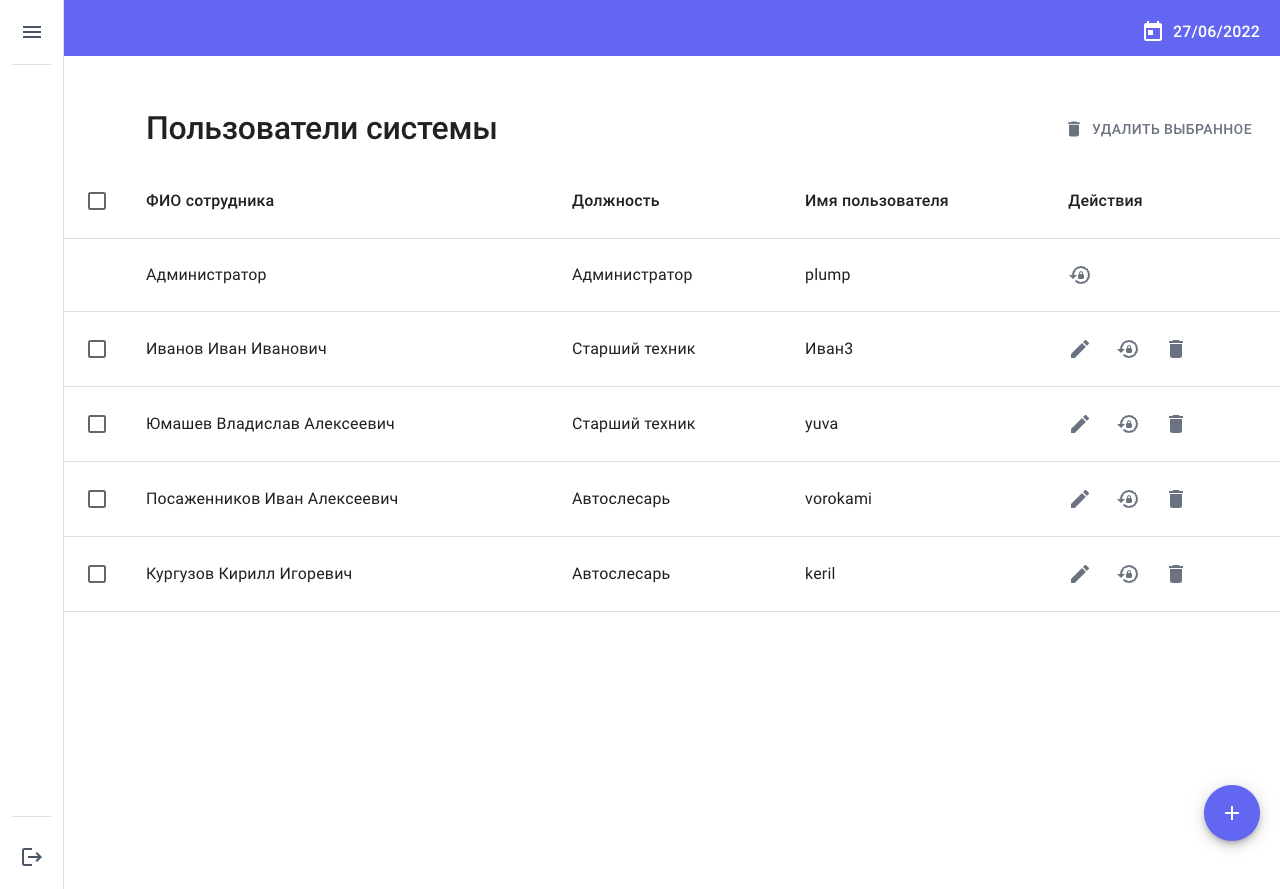 27/06/2022
Пользователи системы
УДАЛИТЬ ВЫБРАННОЕ
ФИО сотрудника Должность Имя пользователя Действия
Администратор Администратор plump
Иванов Иван Иванович Старший техник Иван3
Юмашев Владислав Алексеевич Старший техник yuva
Посаженников Иван Алексеевич Автослесарь vorokami
Кургузов Кирилл Игоревич Автослесарь keril